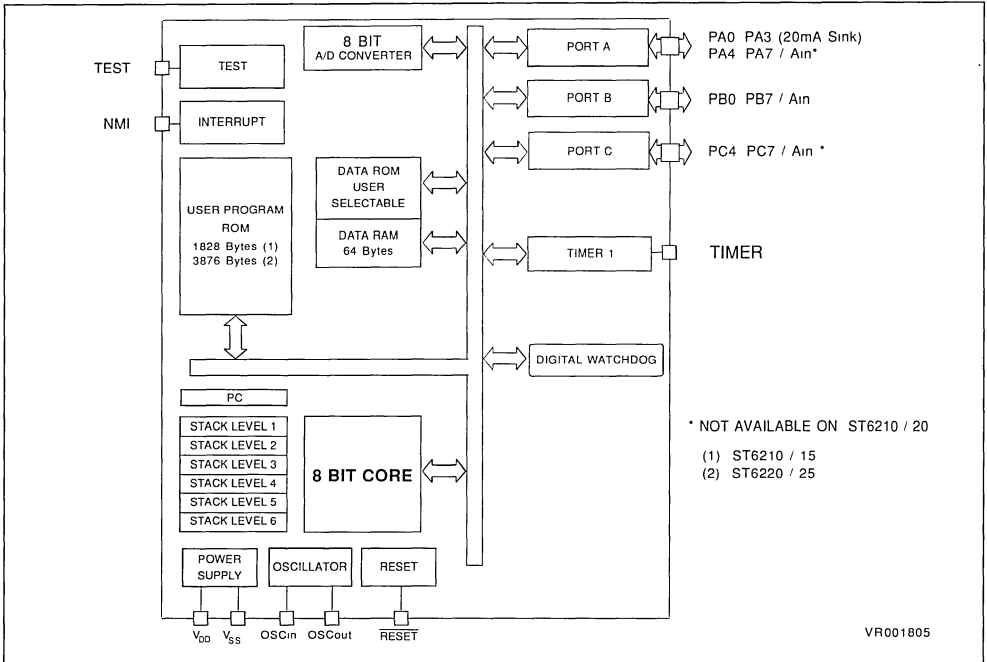 8 BIT
A/D CONVERTER
PORT A
PA0 PA3 (20mA Sink)
PA4 PA7 / Ain*
TEST
TEST
PORT B
PB0 PB7 / Ain
NMI
INTERRUPT
PORT C
PC4 PC7 / Ain *
USER PROGRAM
ROM
1828 Bytes (1)
3876 Bytes (2)
DATA ROM
USER
SELECTABLE
DATA RAM
64 Bytes
TIMER 1
TIMER
DIGITAL WATCHDOG
PC
STACK LEVEL 1
STACK LEVEL 2
STACK LEVEL 3
STACK LEVEL 4
STACK LEVEL 5
STACK LEVEL 6
8 BIT CORE
* NOT AVAILABLE ON ST6210 / 20
(1) ST6210 / 15
(2) ST6220 / 25
POWER
SUPPLY
OSCILLATOR
RESET
VDD VSS OSCin OSCout RESET
VR001805